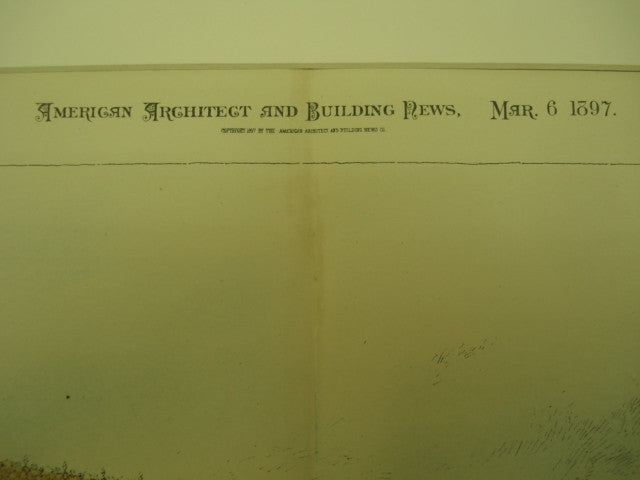 American Architect and Building News, Mar. 6 1897.
COPYRIGHT 1897 BY THE AMERICAN ARCHITECT AND BUILDING NEWS CO.